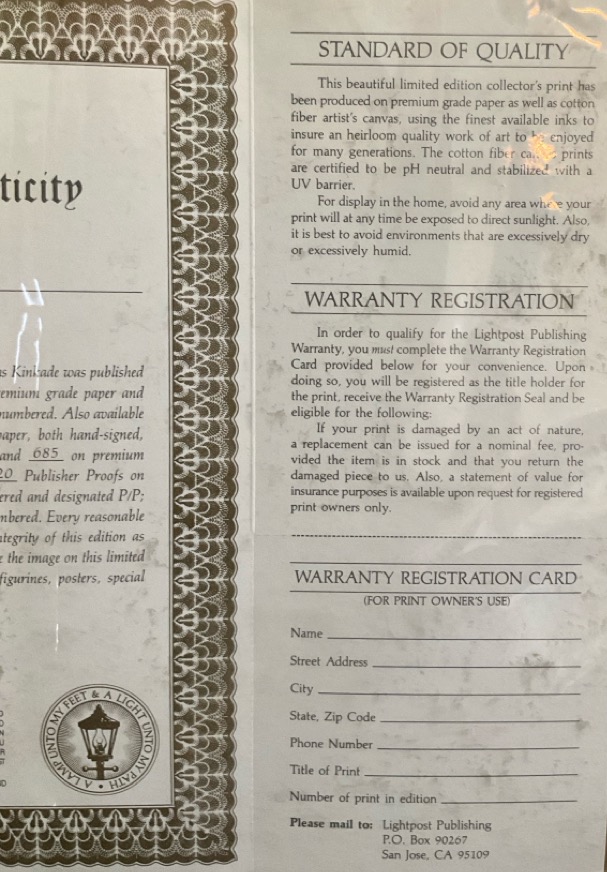 ticity
s Kinkade was published
emium grade paper and
numbered. Also available
paper, both hand-signed,
and 685 on premium
20 Publisher Proofs on
ered and designated P/P;
mbered. Every reasonable
ntegrity of this edition as
e the image on this limited
figurines, posters, special
A LAMP UNTO MY FEET & A LIGHT UNTO MY PATH
STANDARD OF QUALITY
This beautiful limited edition collector's print has
been produced on premium grade paper as well as cotton
fiber artist's canvas, using the finest available inks to
insure an heirloom quality work of art to be enjoyed
for many generations. The cotton fiber prints
are certified to be pH neutral and stabilized with a
UV barrier.
For display in the home, avoid any area where your
print will at any time be exposed to direct sunlight. Also,
it is best to avoid environments that are excessively dry
or excessively humid.
WARRANTY REGISTRATION
In order to qualify for the Lightpost Publishing
Warranty, you must complete the Warranty Registration
Card provided below for your convenience. Upon
doing so, you will be registered as the title holder for
the print, receive the Warranty Registration Seal and be
eligible for the following:
If your print is damaged by an act of nature,
a replacement can be issued for a nominal fee, pro-
vided the item is in stock and that you return the
damaged piece to us. Also, a statement of value for
insurance purposes is available upon request for registered
print owners only.
WARRANTY REGISTRATION CARD
(FOR PRINT OWNER'S USE)
Name
Street Address
City
State, Zip Code
Phone Number
Title of Print
Number of print in edition
Please mail to: Lightpost Publishing
P.O. Box 90267
San Jose, CA 95109